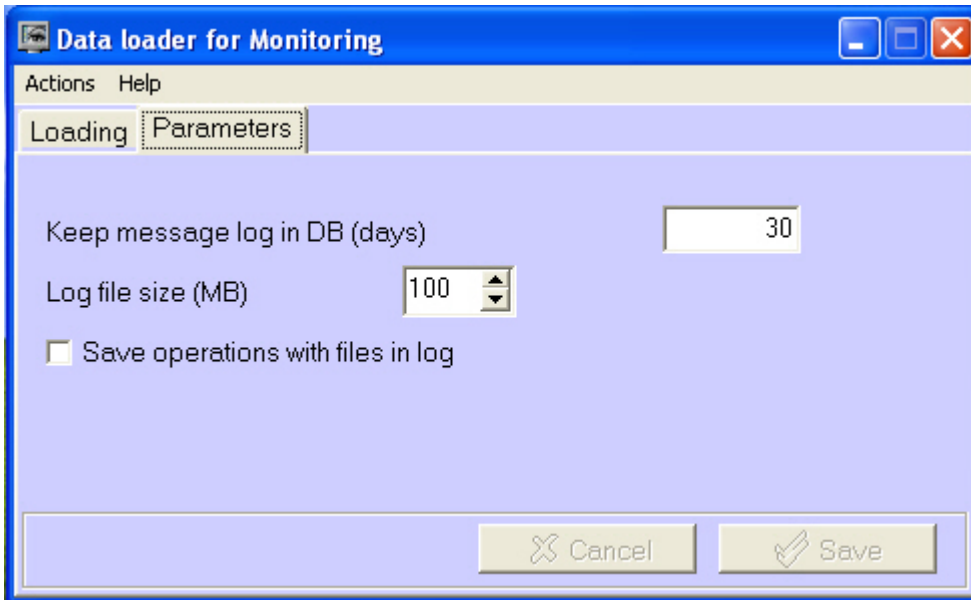 Data loader for Monitoring
Actions Help
Loading Parameters
Keep message log in DB (days) 30
Log file size (MB) 100
Save operations with files in log
Cancel Save